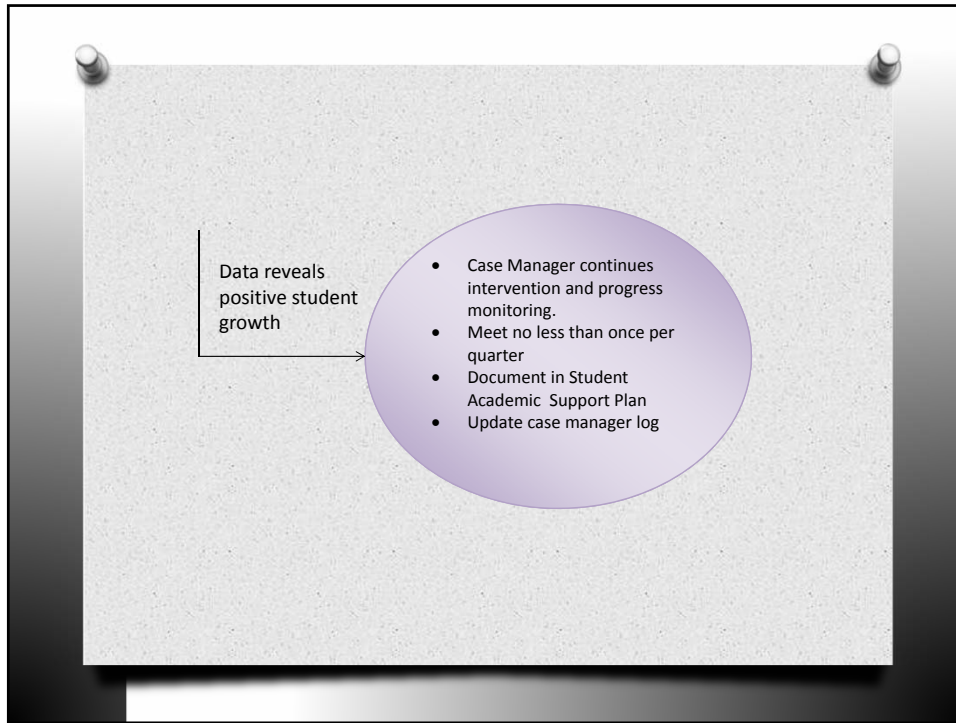 Data reveals
positive student
growth
• Case Manager continues
intervention and progress
monitoring.
• Meet no less than once per
quarter
• Document in Student
Academic  Support Plan
• Update case manager log